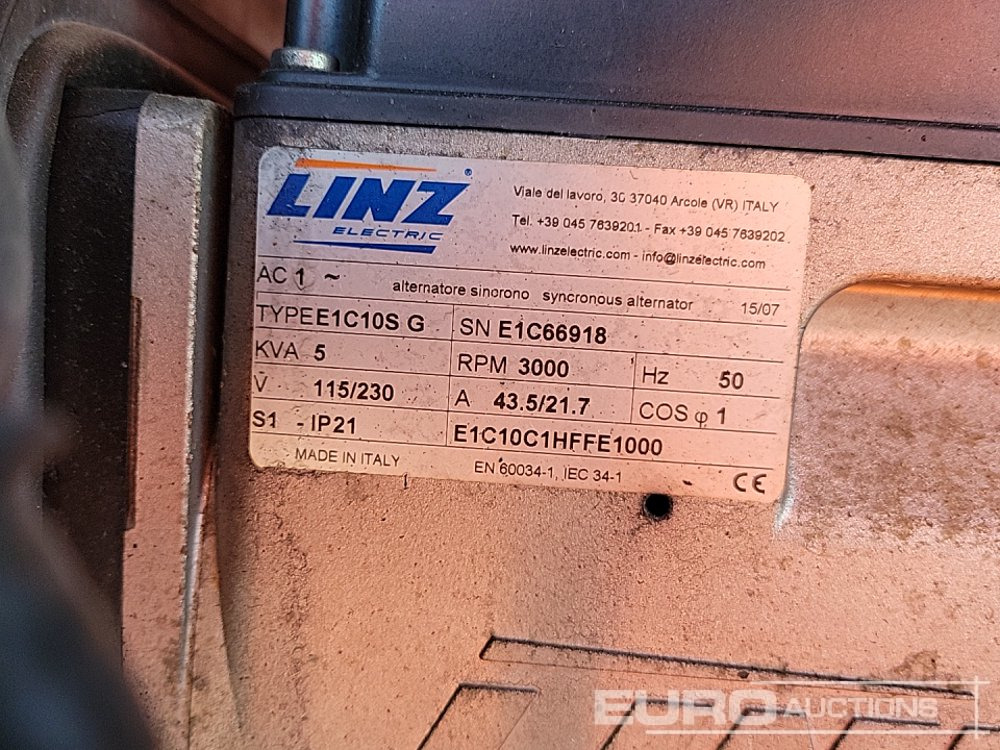 LINZ®
ELECTRIC
Viale del lavoro, 30 37040 Arcole (VR) ITALY
Tel. +39 045 7639201 - Fax +39 045 7639202
www.linzelectric.com - info@linzelectric.com
AC 1 ~ alternatore sincrono syncronous alternator 15/07
TYPE E1C10S G SN E1C66918
KVA 5 RPM 3000 Hz 50
V 115/230 A 43.5/21.7 COS φ 1
S1 - IP21 E1C10C1HFFE1000
MADE IN ITALY EN 60034-1, IEC 34-1 - CE
EURO AUCTIONS